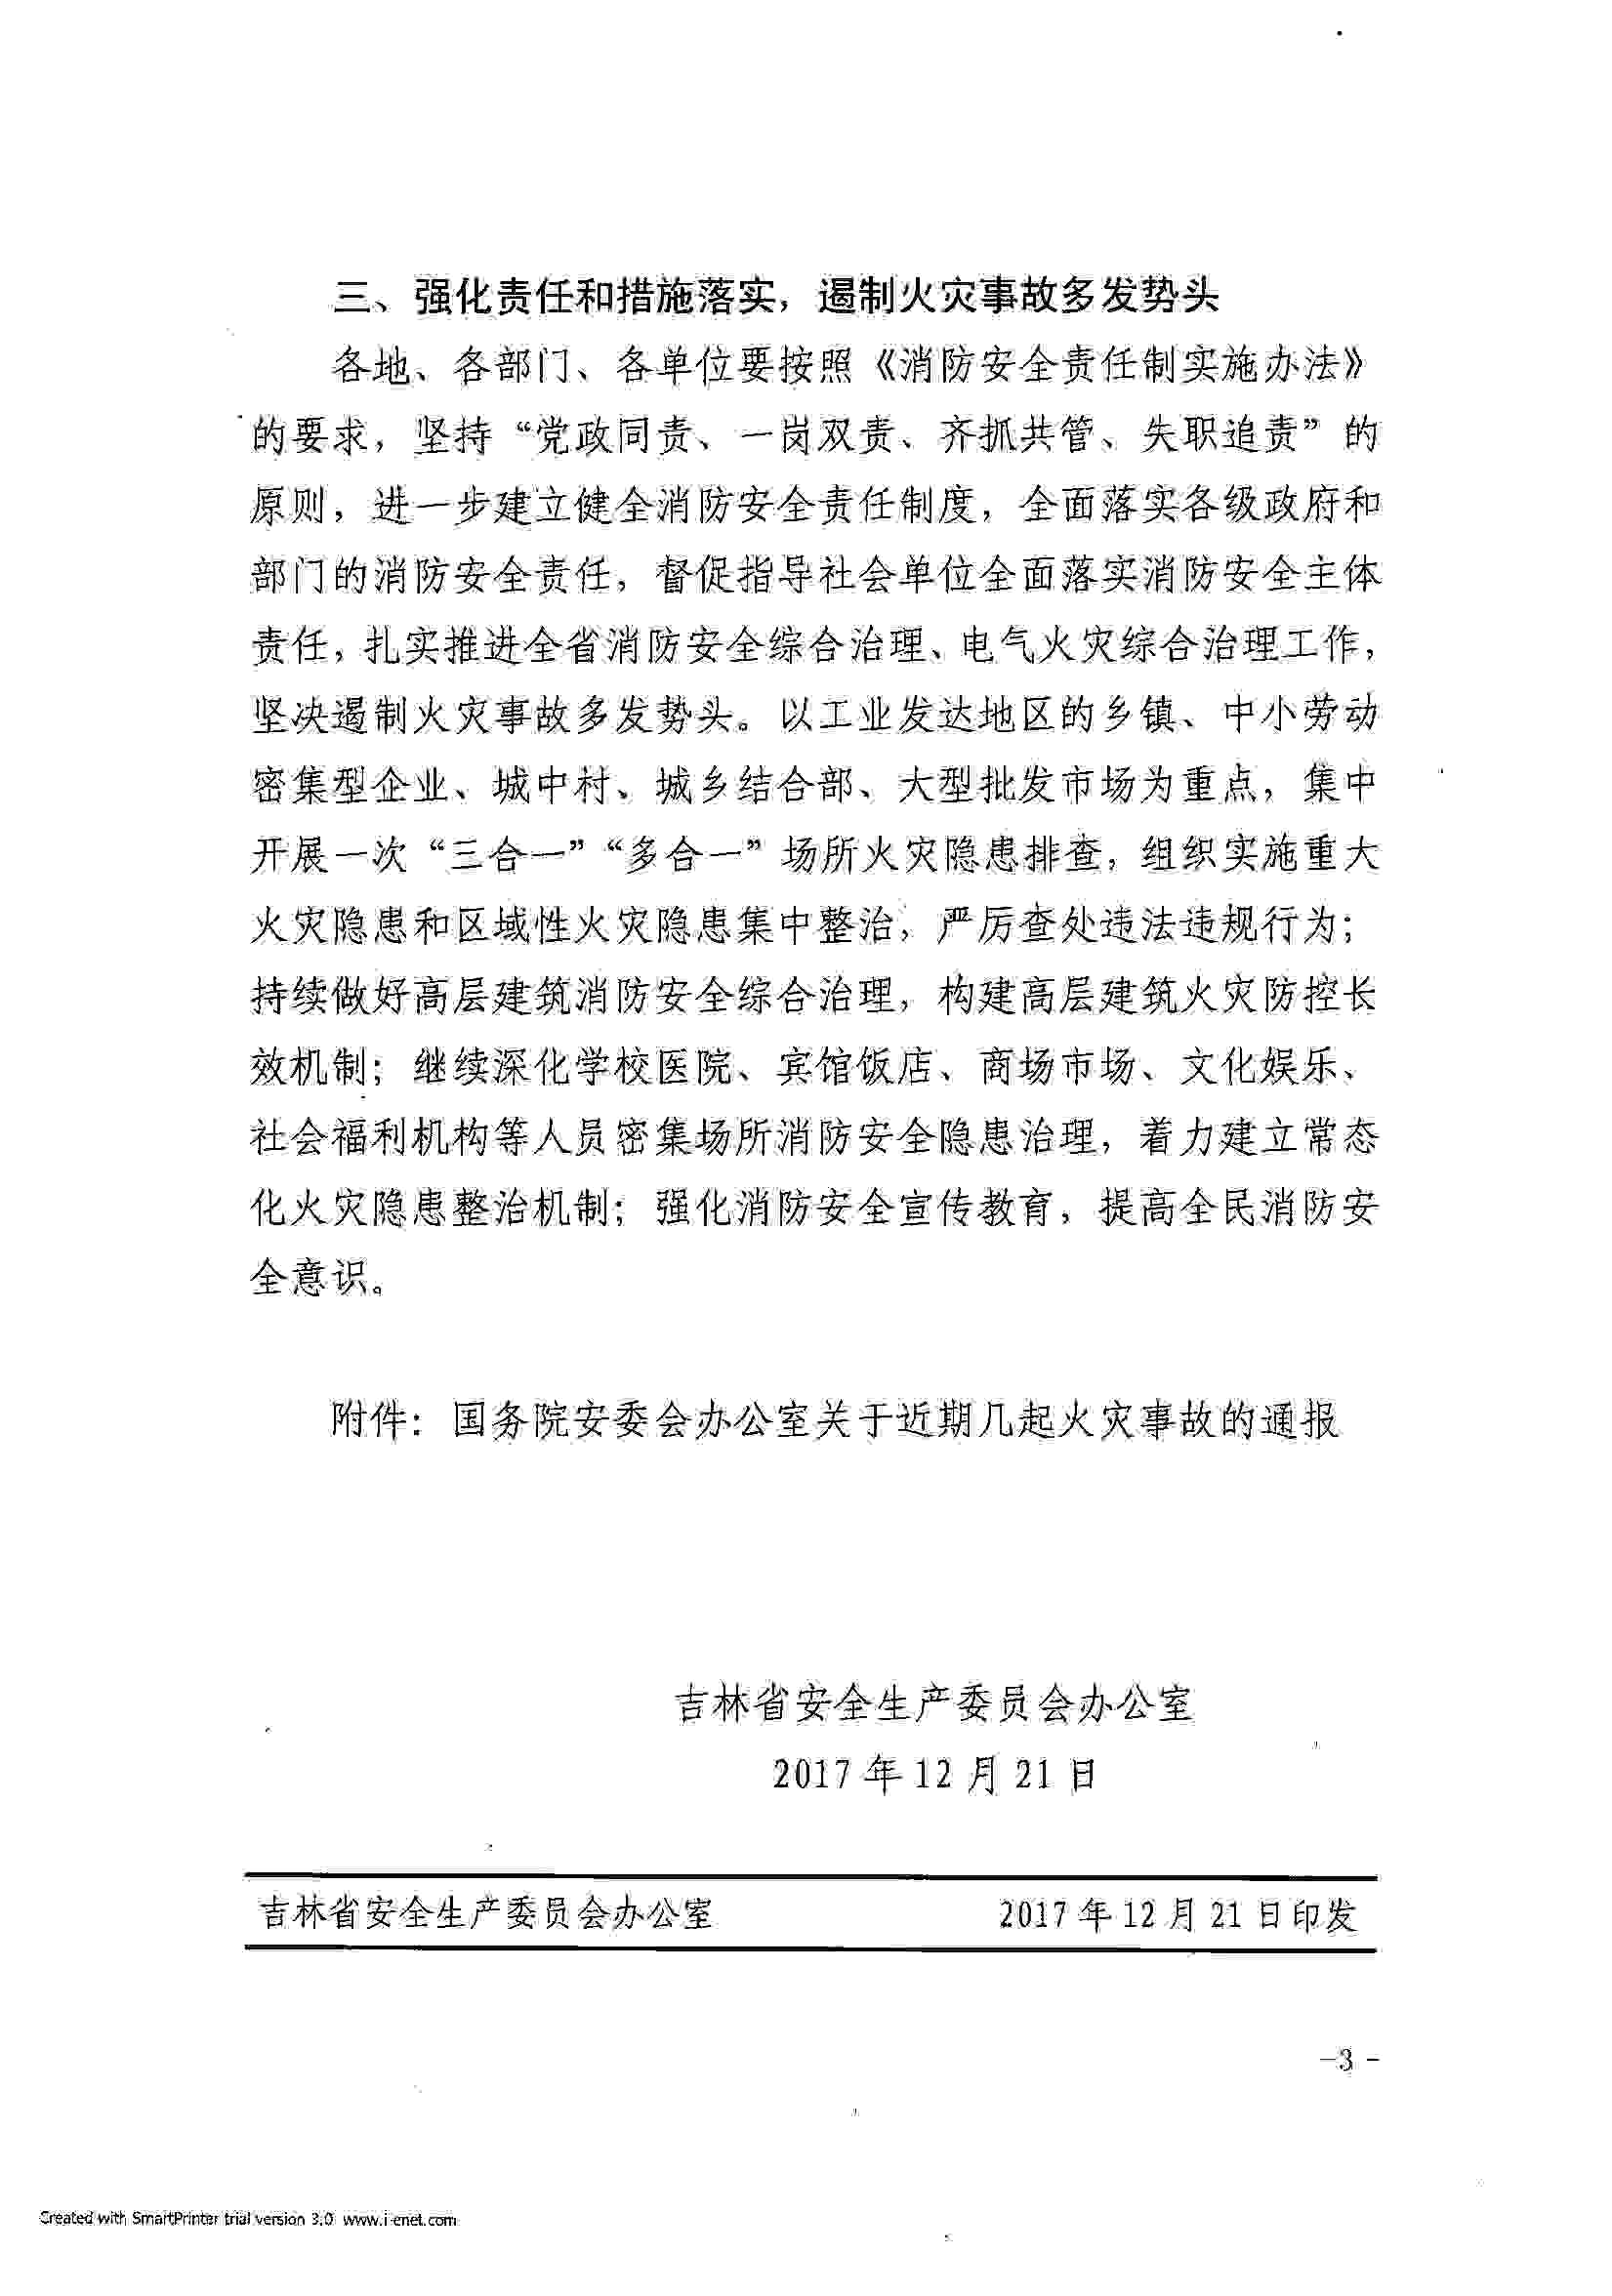 三、强化责任和措施落实，遏制火灾事故多发势头
各地、各部门、各单位要按照《消防安全责任制实施办法》
的要求，坚持“党政同责、一岗双责、齐抓共管、失职追责”的
原则，进一步建立健全消防安全责任制度，全面落实各级政府和
部门的消防安全责任，督促指导社会单位全面落实消防安全主体
责任，扎实推进全省消防安全综合治理、电气火灾综合治理工作，
坚决遏制火灾事故多发势头。以工业发达地区的乡镇、中小劳动
密集型企业、城中村、城乡结合部、大型批发市场为重点，集中
开展一次“三合一”“多合一”场所火灾隐患排查，组织实施重大
火灾隐患和区域性火灾隐患集中整治，严厉查处违法违规行为；
持续做好高层建筑消防安全综合治理，构建高层建筑火灾防控长
效机制；继续深化学校医院、宾馆饭店、商场市场、文化娱乐、
社会福利机构等人员密集场所消防安全隐患治理，着力建立常态
化火灾隐患整治机制；强化消防安全宣传教育，提高全民消防安
全意识。
附件：国务院安委会办公室关于近期几起火灾事故的通报
吉林省安全生产委员会办公室
2017年12月21日
吉林省安全生产委员会办公室 2017年12月21日印发
-3-
Created with SmartPrinter trial version 3.0 www.i-enet.com